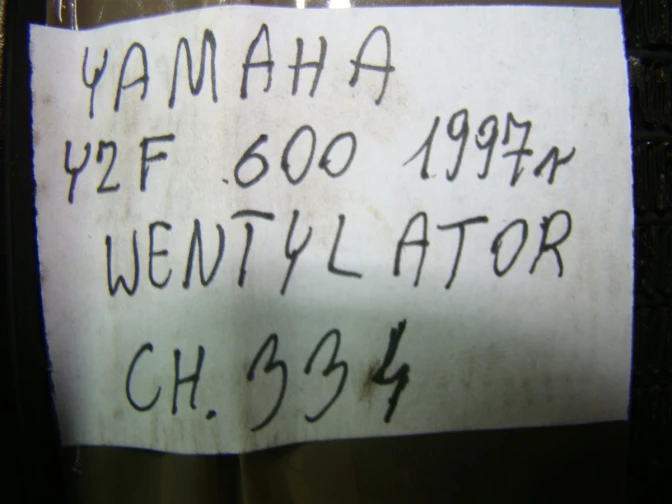 YAMAHA
YZF 600 1997r
WENTYLATOR
CH. 334